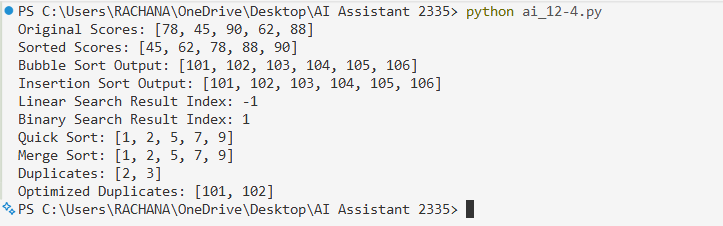 PS C:\Users\RACHANA\OneDrive\Desktop\AI Assistant 2335> python ai_12-4.py
Original Scores: [78, 45, 90, 62, 88]
Sorted Scores: [45, 62, 78, 88, 90]
Bubble Sort Output: [101, 102, 103, 104, 105, 106]
Insertion Sort Output: [101, 102, 103, 104, 105, 106]
Linear Search Result Index: -1
Binary Search Result Index: 1
Quick Sort: [1, 2, 5, 7, 9]
Merge Sort: [1, 2, 5, 7, 9]
Duplicates: [2, 3]
Optimized Duplicates: [101, 102]
PS C:\Users\RACHANA\OneDrive\Desktop\AI Assistant 2335>